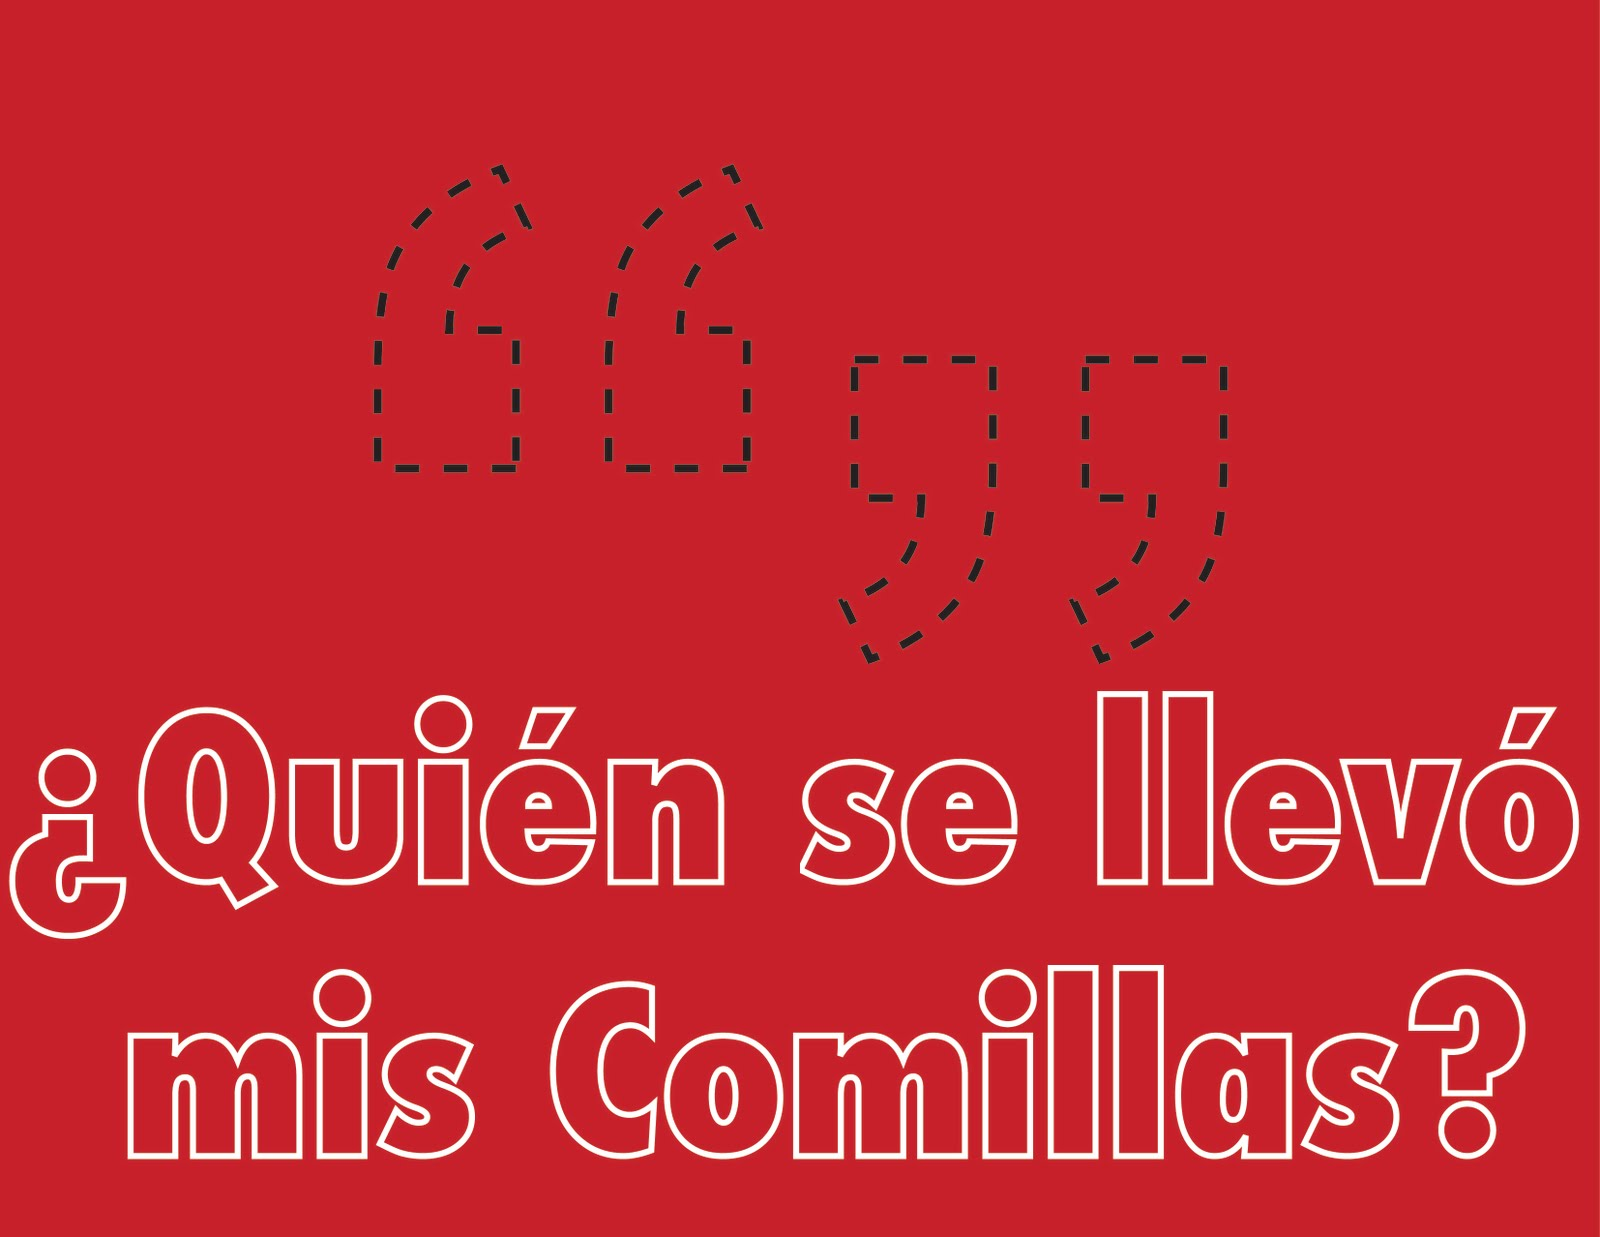 “ ”
¿Quién se llevó
mis Comillas?